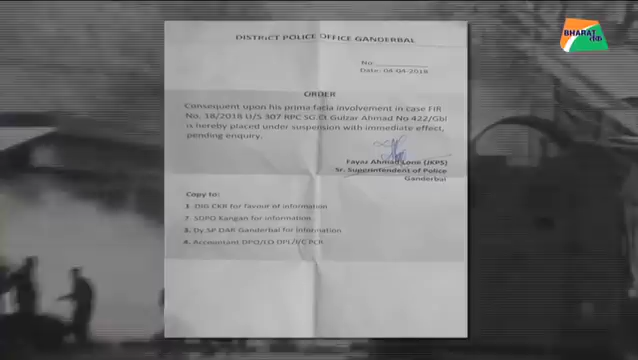 DISTRICT POLICE OFFICE GANDERBAL
No:
Date: 04-04-2018
ORDER
Consequent upon his prima facia involvement in case FIR
No. 18/2018 U/S 307 RPC SG.Ct Gulzar Ahmad No 422/Gbl
is hereby placed under suspension with immediate effect,
pending enquiry.
Fayaz Ahmad Lone (JKPS)
Sr. Superintendent of Police
Ganderbal
Copy to:
1. DIG CKR for favour of information
2. SDPO Kangan for information
3. Dy.SP DAR Ganderbal for information
4. Accountant DPO/LO DPL/I/C PCR
BHARAT
तक